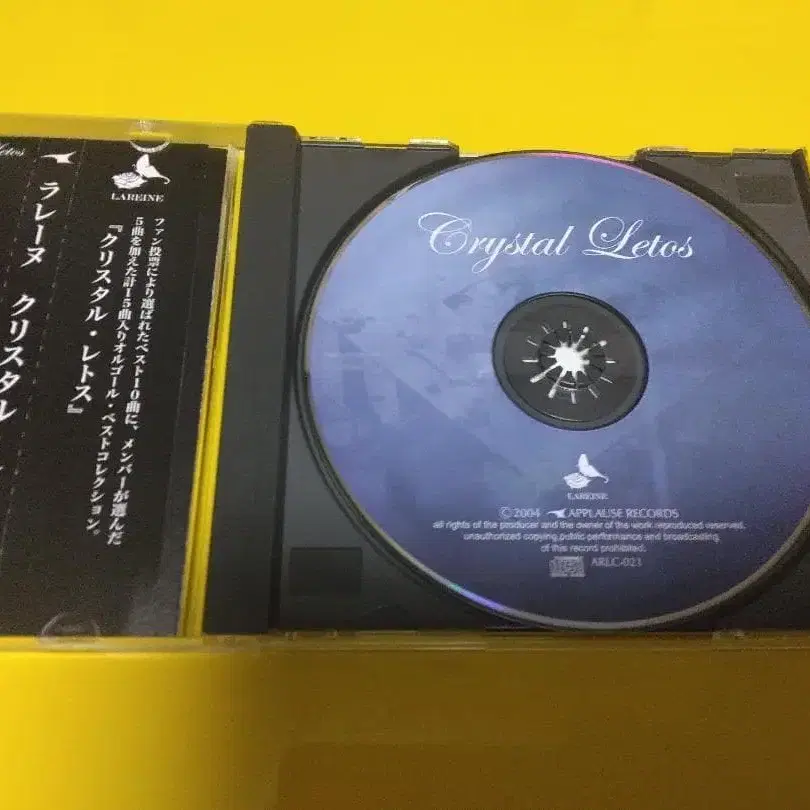 Letos
LAREINE
ファン投票により選ばれたベスト10曲に、メンバーが選んだ
5曲を加えた計15曲入りオルゴール・ベストコレクション。
『クリスタル・レトス』
ラレーヌ クリスタル
Crystal Letos
LAREINE
©2004 APPLAUSE RECORDS
all rights of the producer and the owner of the work reproduced reserved.
unauthorized copying,public performance and broadcasting
of this record prohibited.
ARLC-021